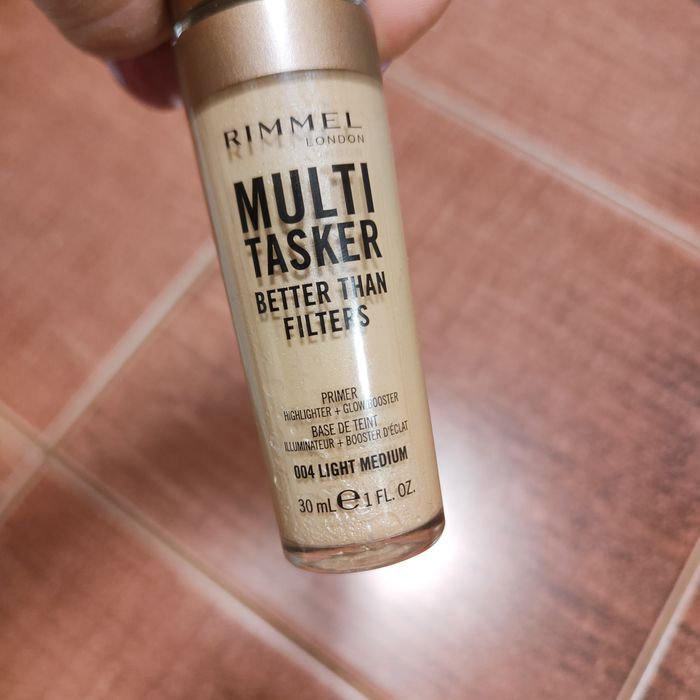 RIMMEL
LONDON
MULTI
TASKER
BETTER THAN
FILTERS
PRIMER
HIGHLIGHTER + GLOW BOOSTER
BASE DE TEINT
ILLUMINATEUR + BOOSTER D'ÉCLAT
004 LIGHT MEDIUM
30 mL e 1 FL. OZ.